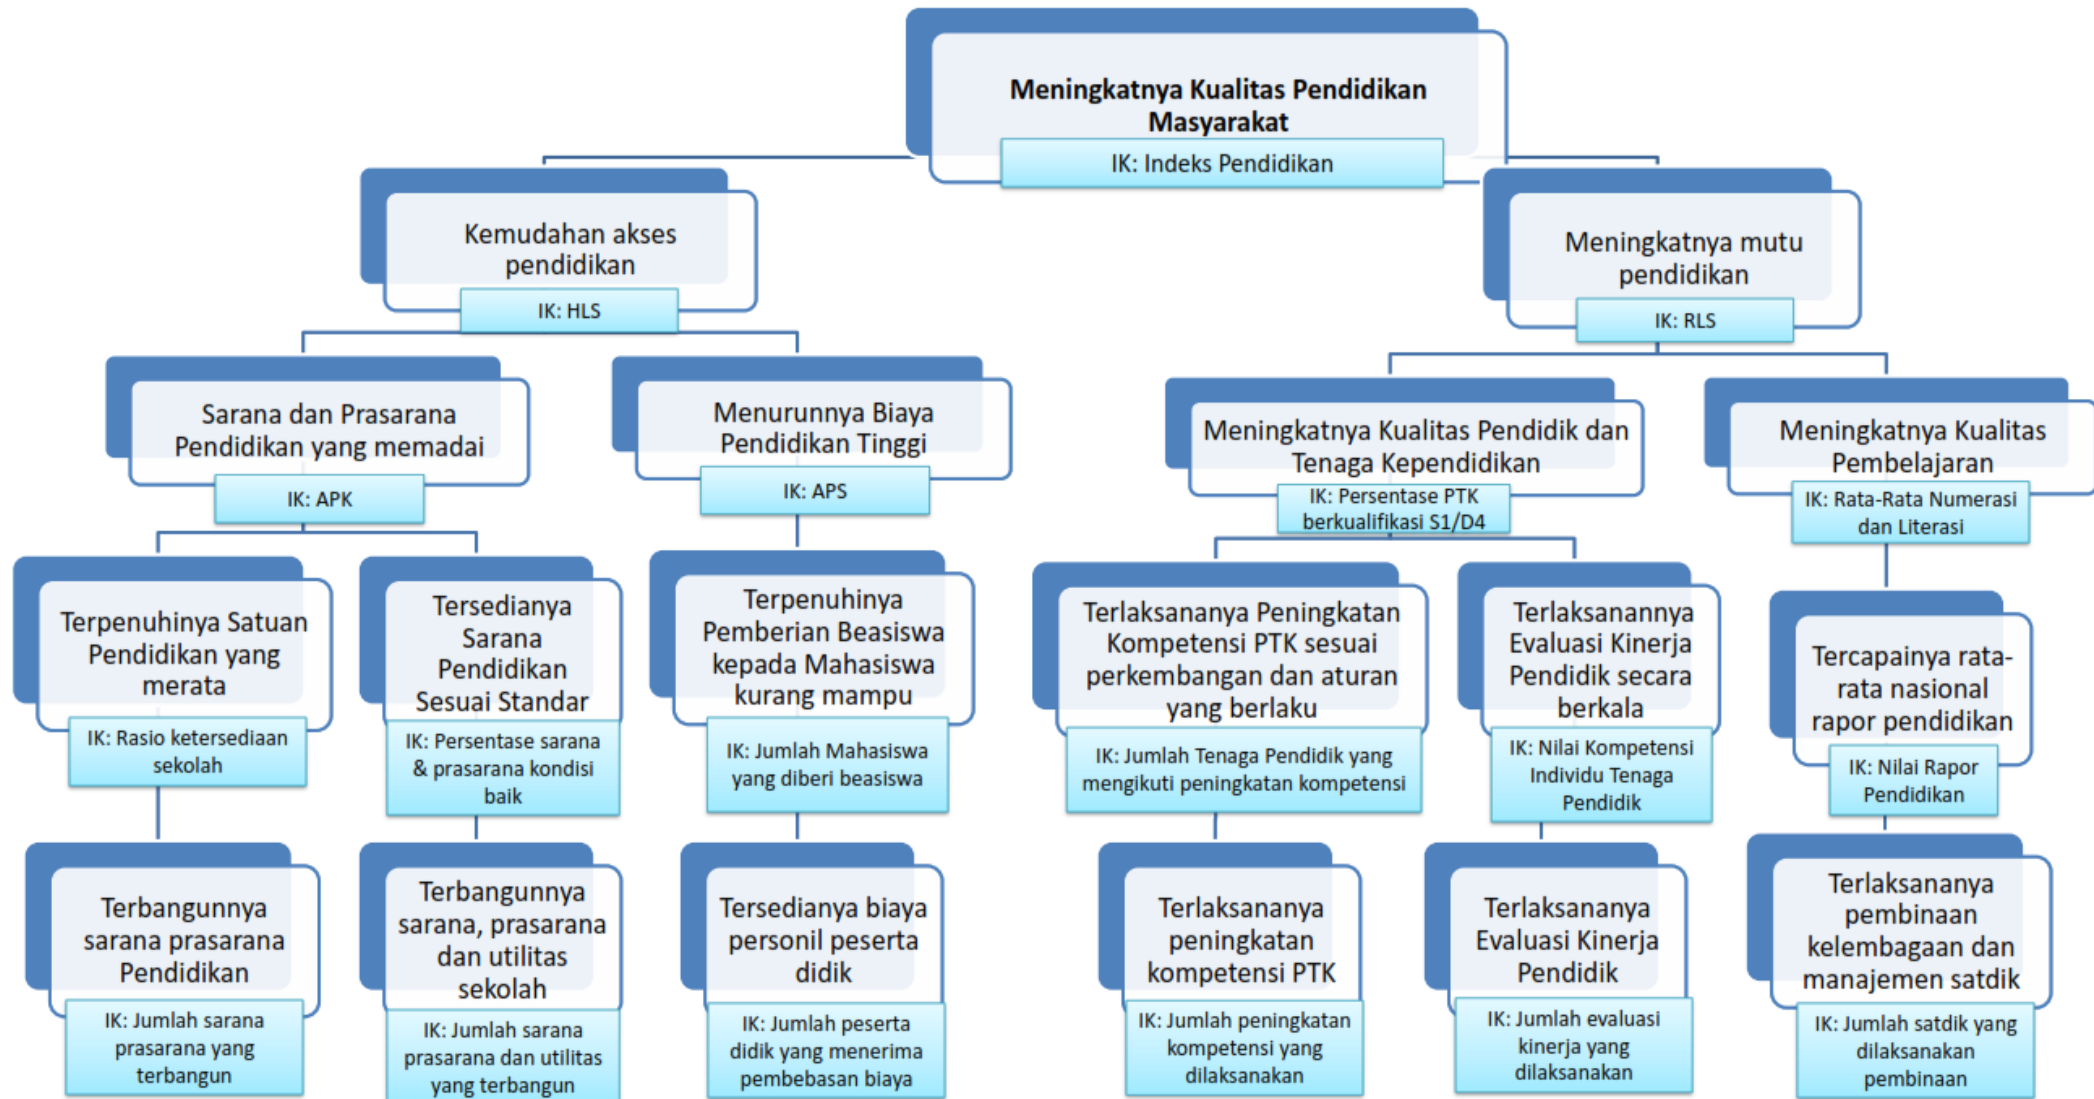 Meningkatnya Kualitas Pendidikan
Masyarakat
IK: Indeks Pendidikan
Kemudahan akses
pendidikan
IK: HLS
Meningkatnya mutu
pendidikan
IK: RLS
Sarana dan Prasarana
Pendidikan yang memadai
IK: APK
Menurunnya Biaya
Pendidikan Tinggi
IK: APS
Meningkatnya Kualitas Pendidik dan
Tenaga Kependidikan
IK: Persentase PTK
berkualifikasi S1/D4
Meningkatnya Kualitas
Pembelajaran
IK: Rata-Rata Numerasi
dan Literasi
Terpenuhinya Satuan
Pendidikan yang
merata
IK: Rasio ketersediaan
sekolah
Tersedianya
Sarana
Pendidikan
Sesuai Standar
IK: Persentase sarana
& prasarana kondisi
baik
Terpenuhinya
Pemberian Beasiswa
kepada Mahasiswa
kurang mampu
IK: Jumlah Mahasiswa
yang diberi beasiswa
Terlaksananya Peningkatan
Kompetensi PTK sesuai
perkembangan dan aturan
yang berlaku
IK: Jumlah Tenaga Pendidik yang
mengikuti peningkatan kompetensi
Terlaksanannya
Evaluasi Kinerja
Pendidik secara
berkala
IK: Nilai Kompetensi
Individu Tenaga
Pendidik
Tercapainya rata-
rata nasional
rapor pendidikan
IK: Nilai Rapor
Pendidikan
Terbangunnya
sarana prasarana
Pendidikan
IK: Jumlah sarana
prasarana yang
terbangun
Terbangunnya
sarana, prasarana
dan utilitas
sekolah
IK: Jumlah sarana
prasarana dan utilitas
yang terbangun
Tersedianya biaya
personil peserta
didik
IK: Jumlah peserta
didik yang menerima
pembebasan biaya
Terlaksananya
peningkatan
kompetensi PTK
IK: Jumlah peningkatan
kompetensi yang
dilaksanakan
Terlaksananya
Evaluasi Kinerja
Pendidik
IK: Jumlah evaluasi
kinerja yang
dilaksanakan
Terlaksananya
pembinaan
kelembagaan dan
manajemen satdik
IK: Jumlah satdik yang
dilaksanakan
pembinaan